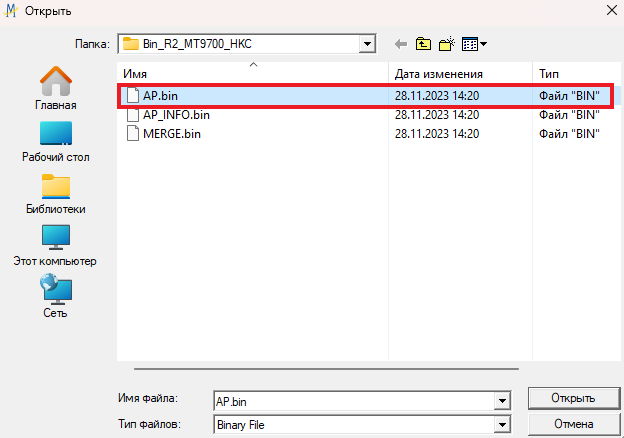 Открыть
Папка: Bin_R2_MT9700_HKC
Имя Дата изменения Тип
AP.bin 28.11.2023 14:20 Файл "BIN"
AP_INFO.bin 28.11.2023 14:20 Файл "BIN"
MERGE.bin 28.11.2023 14:20 Файл "BIN"
Главная
Рабочий стол
Библиотеки
Этот компьютер
Сеть
Имя файла: AP.bin Открыть
Тип файлов: Binary File Отмена